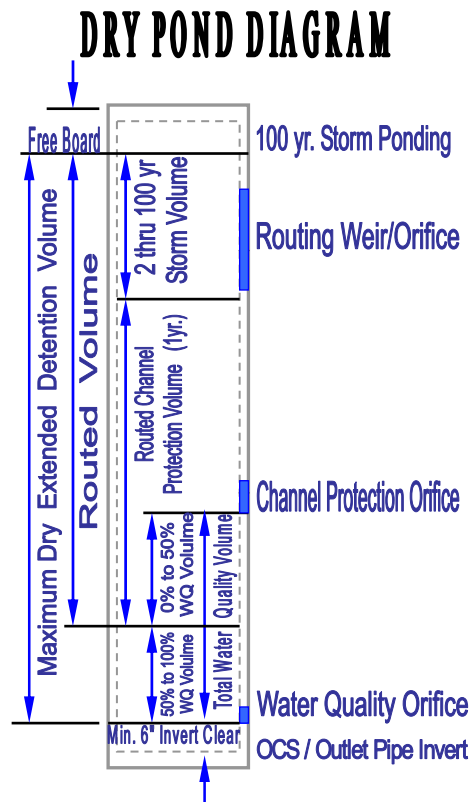 DRY POND DIAGRAM
Free Board
100 yr. Storm Ponding
Maximum Dry Extended Detention Volume
Routed Volume
2 thru 100 yr
Storm Volume
Routing Weir/Orifice
Routed Channel
Protection Volume (1yr.)
Channel Protection Orifice
0% to 50%
WQ Volulme
Total Water Quality Volume
50% to 100%
WQ Volulme
Water Quality Orifice
Min. 6" Invert Clear
OCS / Outlet Pipe Invert